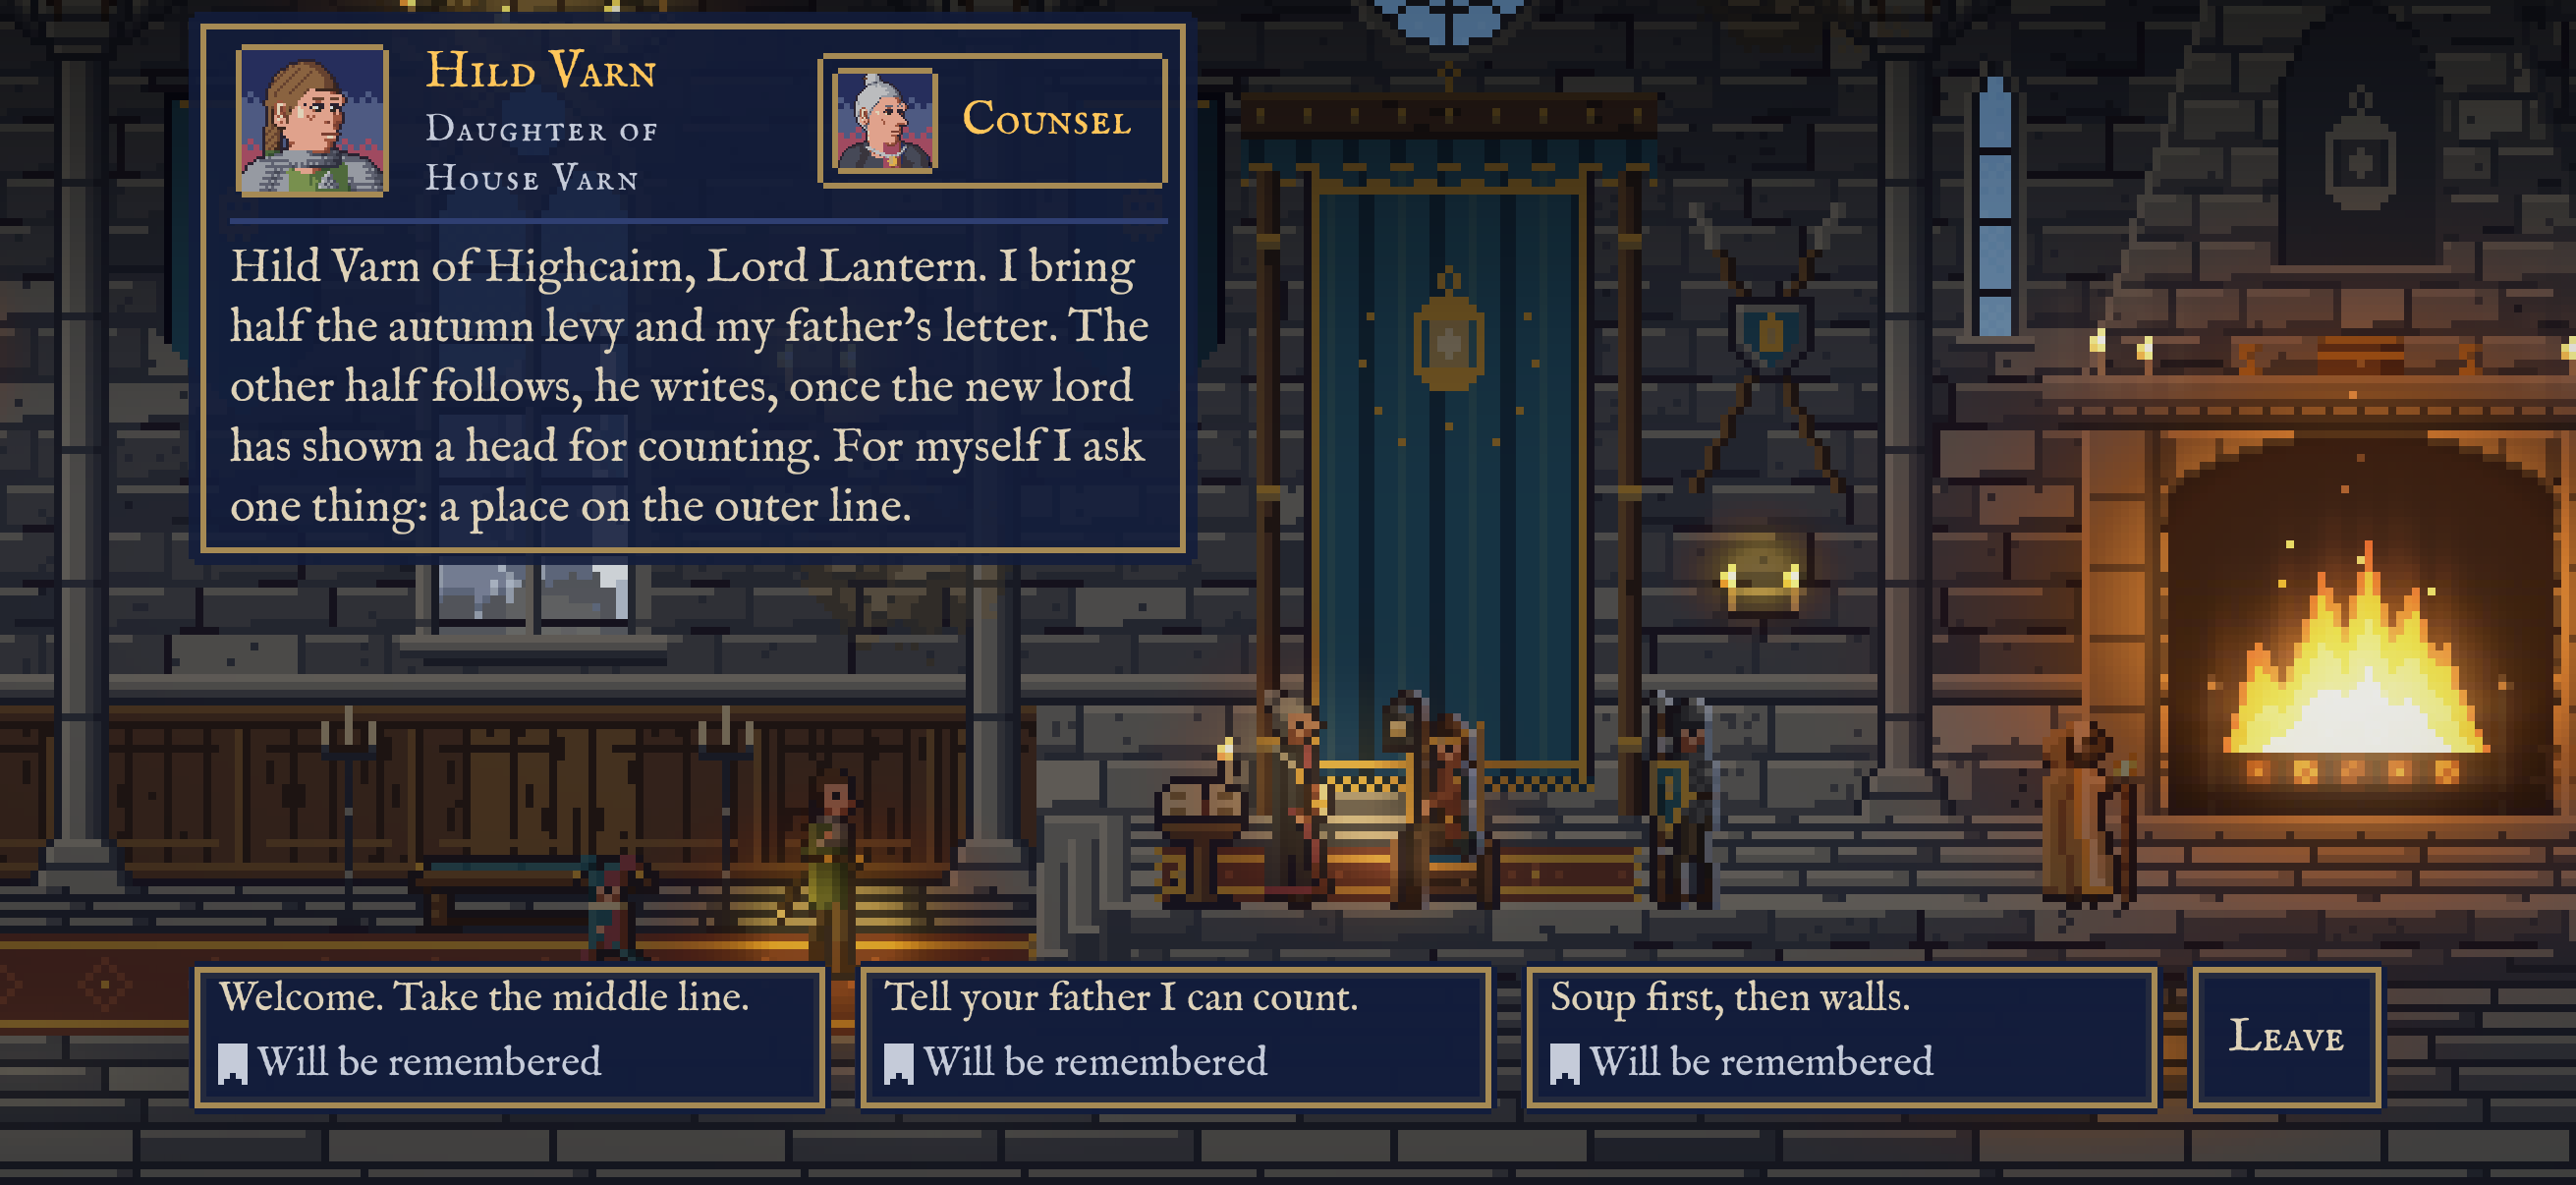 Hild Varn
Daughter of
House Varn
Counsel
Hild Varn of Highcairn, Lord Lantern. I bring
half the autumn levy and my father's letter. The
other half follows, he writes, once the new lord
has shown a head for counting. For myself I ask
one thing: a place on the outer line.
Welcome. Take the middle line.
Will be remembered
Tell your father I can count.
Will be remembered
Soup first, then walls.
Will be remembered
Leave